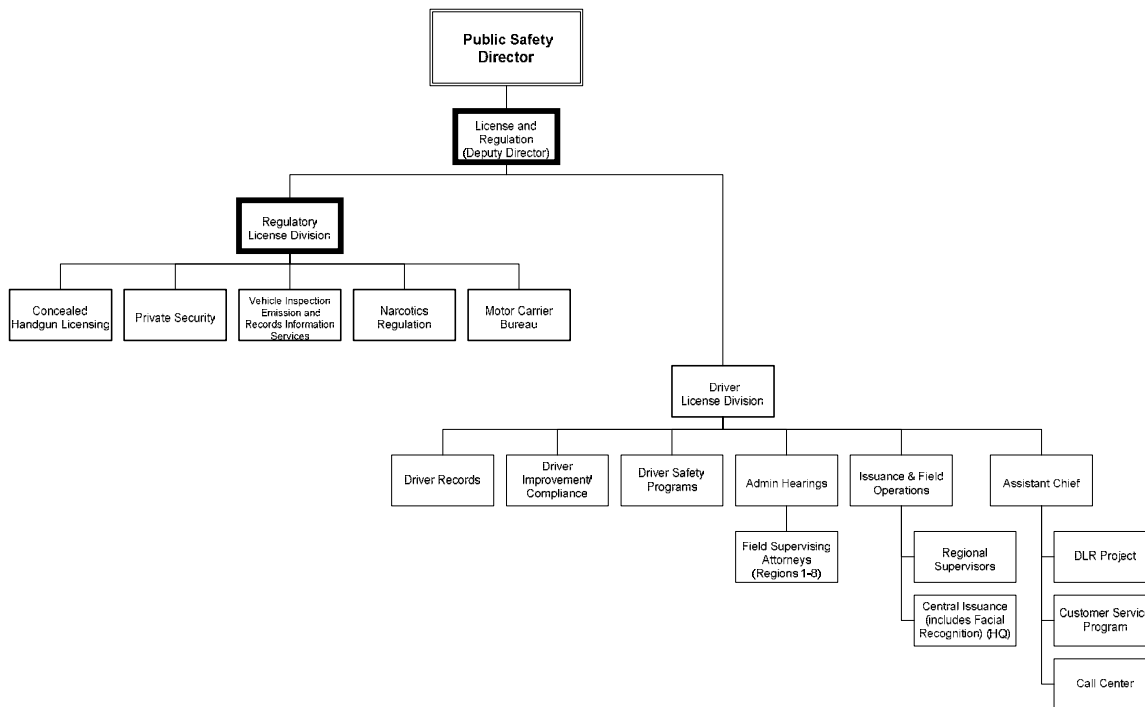 Public Safety
Director
License and
Regulation
(Deputy Director)
Regulatory
License Division
Concealed
Handgun Licensing
Private Security
Vehicle Inspection
Emission and
Records Information
Services
Narcotics
Regulation
Motor Carrier
Bureau
Driver
License Division
Driver Records
Driver
Improvement/
Compliance
Driver Safety
Programs
Admin Hearings
Issuance & Field
Operations
Assistant Chief
Field Supervising
Attorneys
(Regions 1-8)
Regional
Supervisors
Central Issuance
(includes Facial
Recognition) (HQ)
DLR Project
Customer Service
Program
Call Center